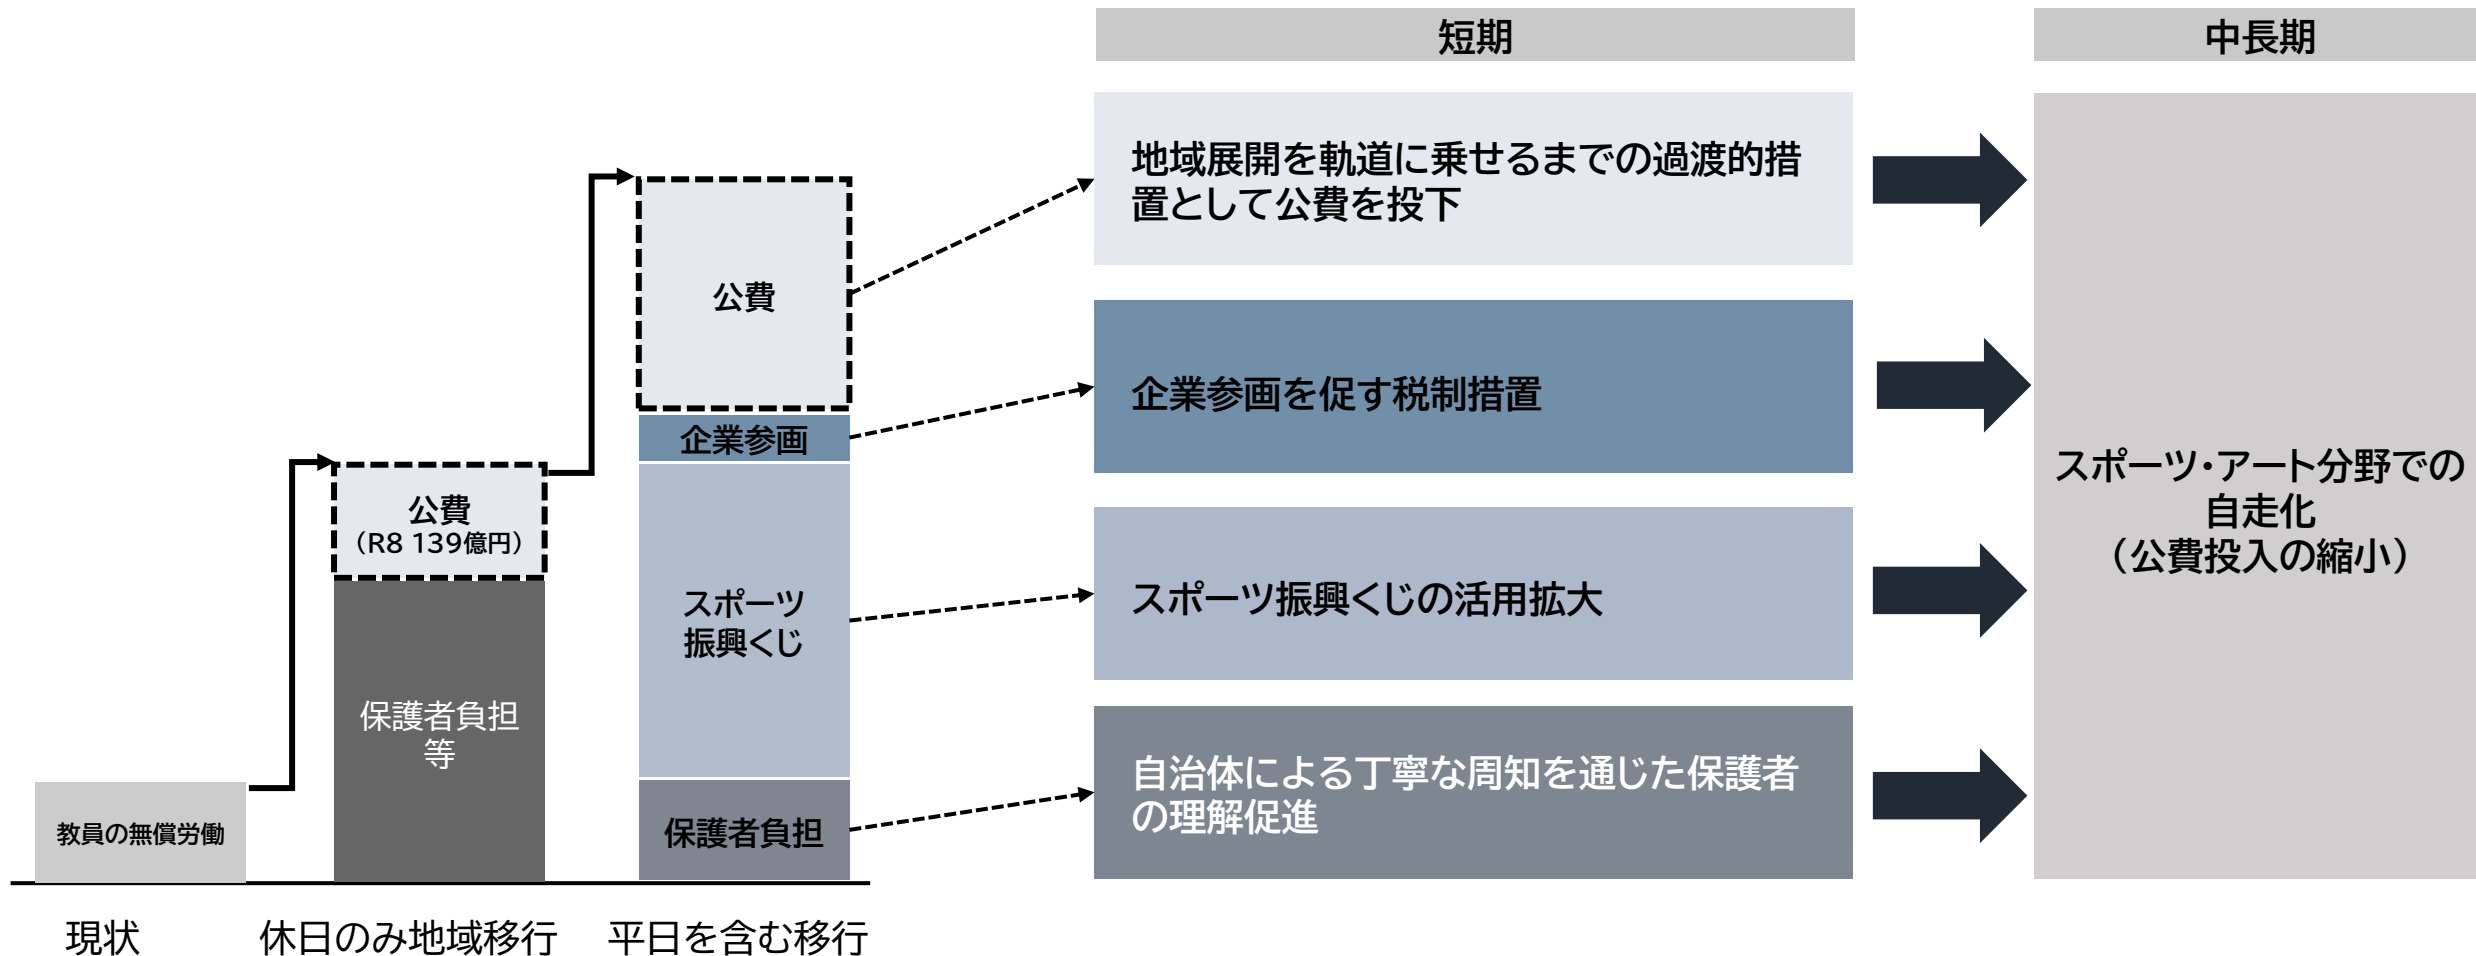 短期
中長期
公費
企業参画
スポーツ
振興くじ
保護者負担
公費
（R8 139億円）
保護者負担
等
教員の無償労働
現状
休日のみ地域移行
平日を含む移行
地域展開を軌道に乗せるまでの過渡的措
置として公費を投下
企業参画を促す税制措置
スポーツ振興くじの活用拡大
自治体による丁寧な周知を通じた保護者
の理解促進
スポーツ・アート分野での
自走化
（公費投入の縮小）